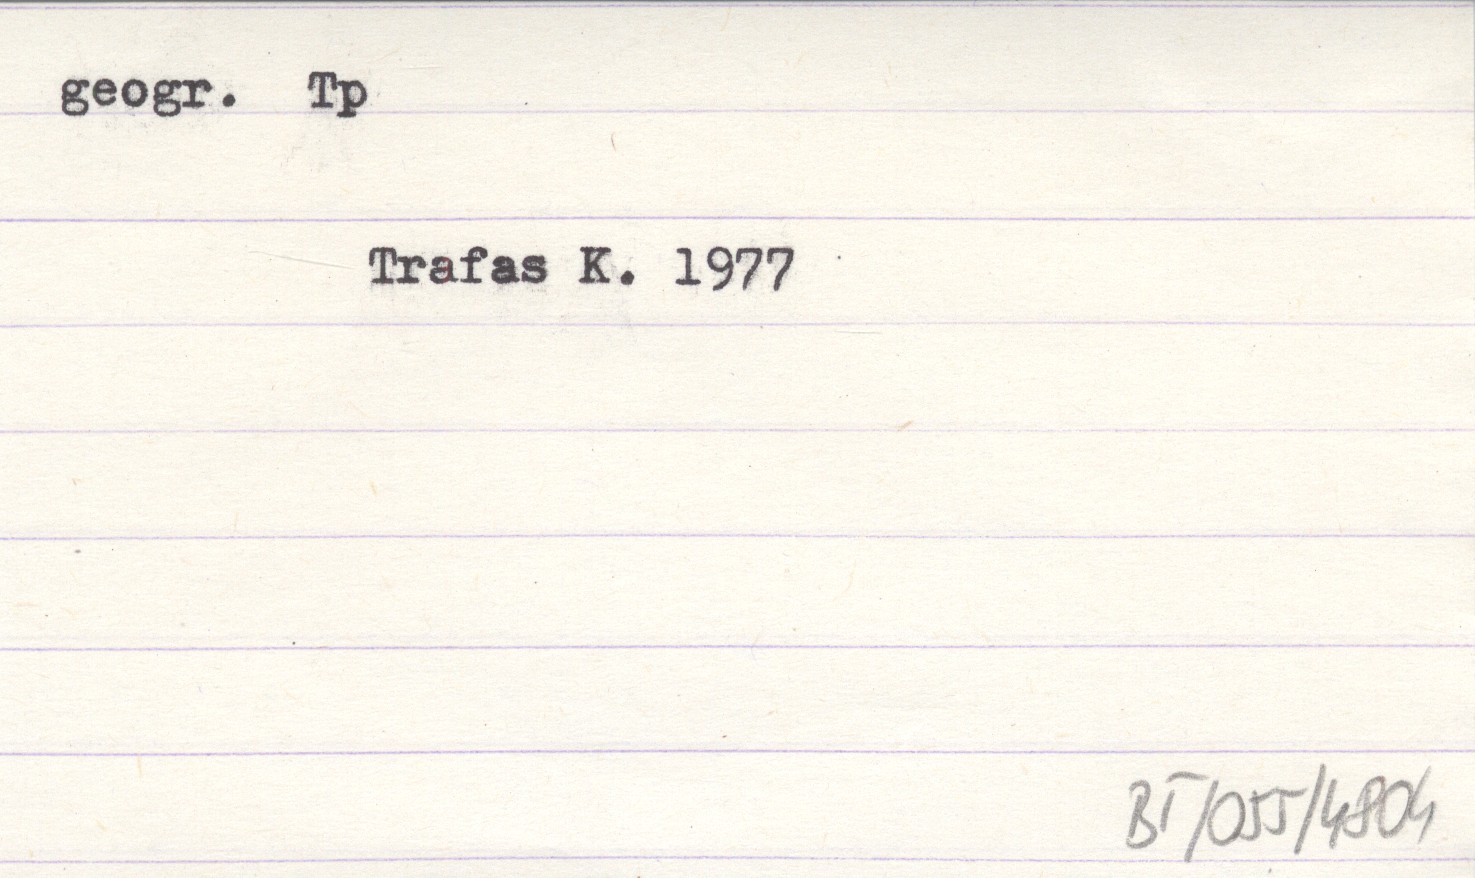 geogr. Tp
Trafas K. 1977
BT/055/4804